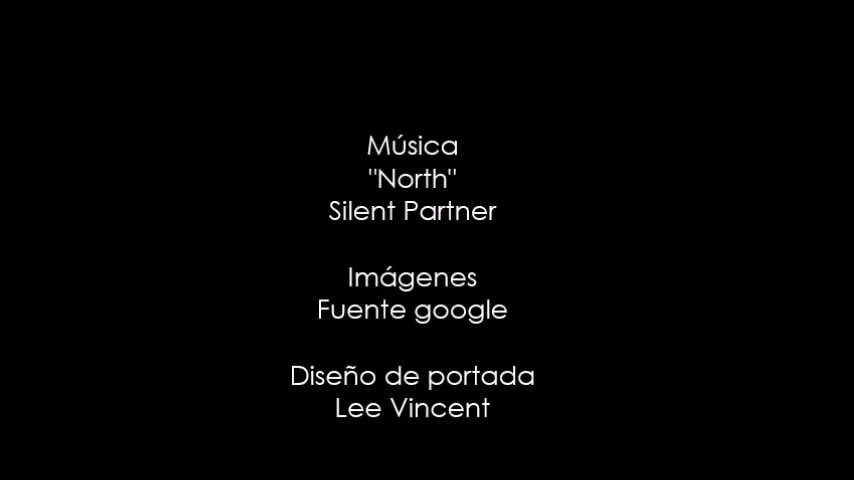 Música
"North"
Silent Partner
Imágenes
Fuente google
Diseño de portada
Lee Vincent